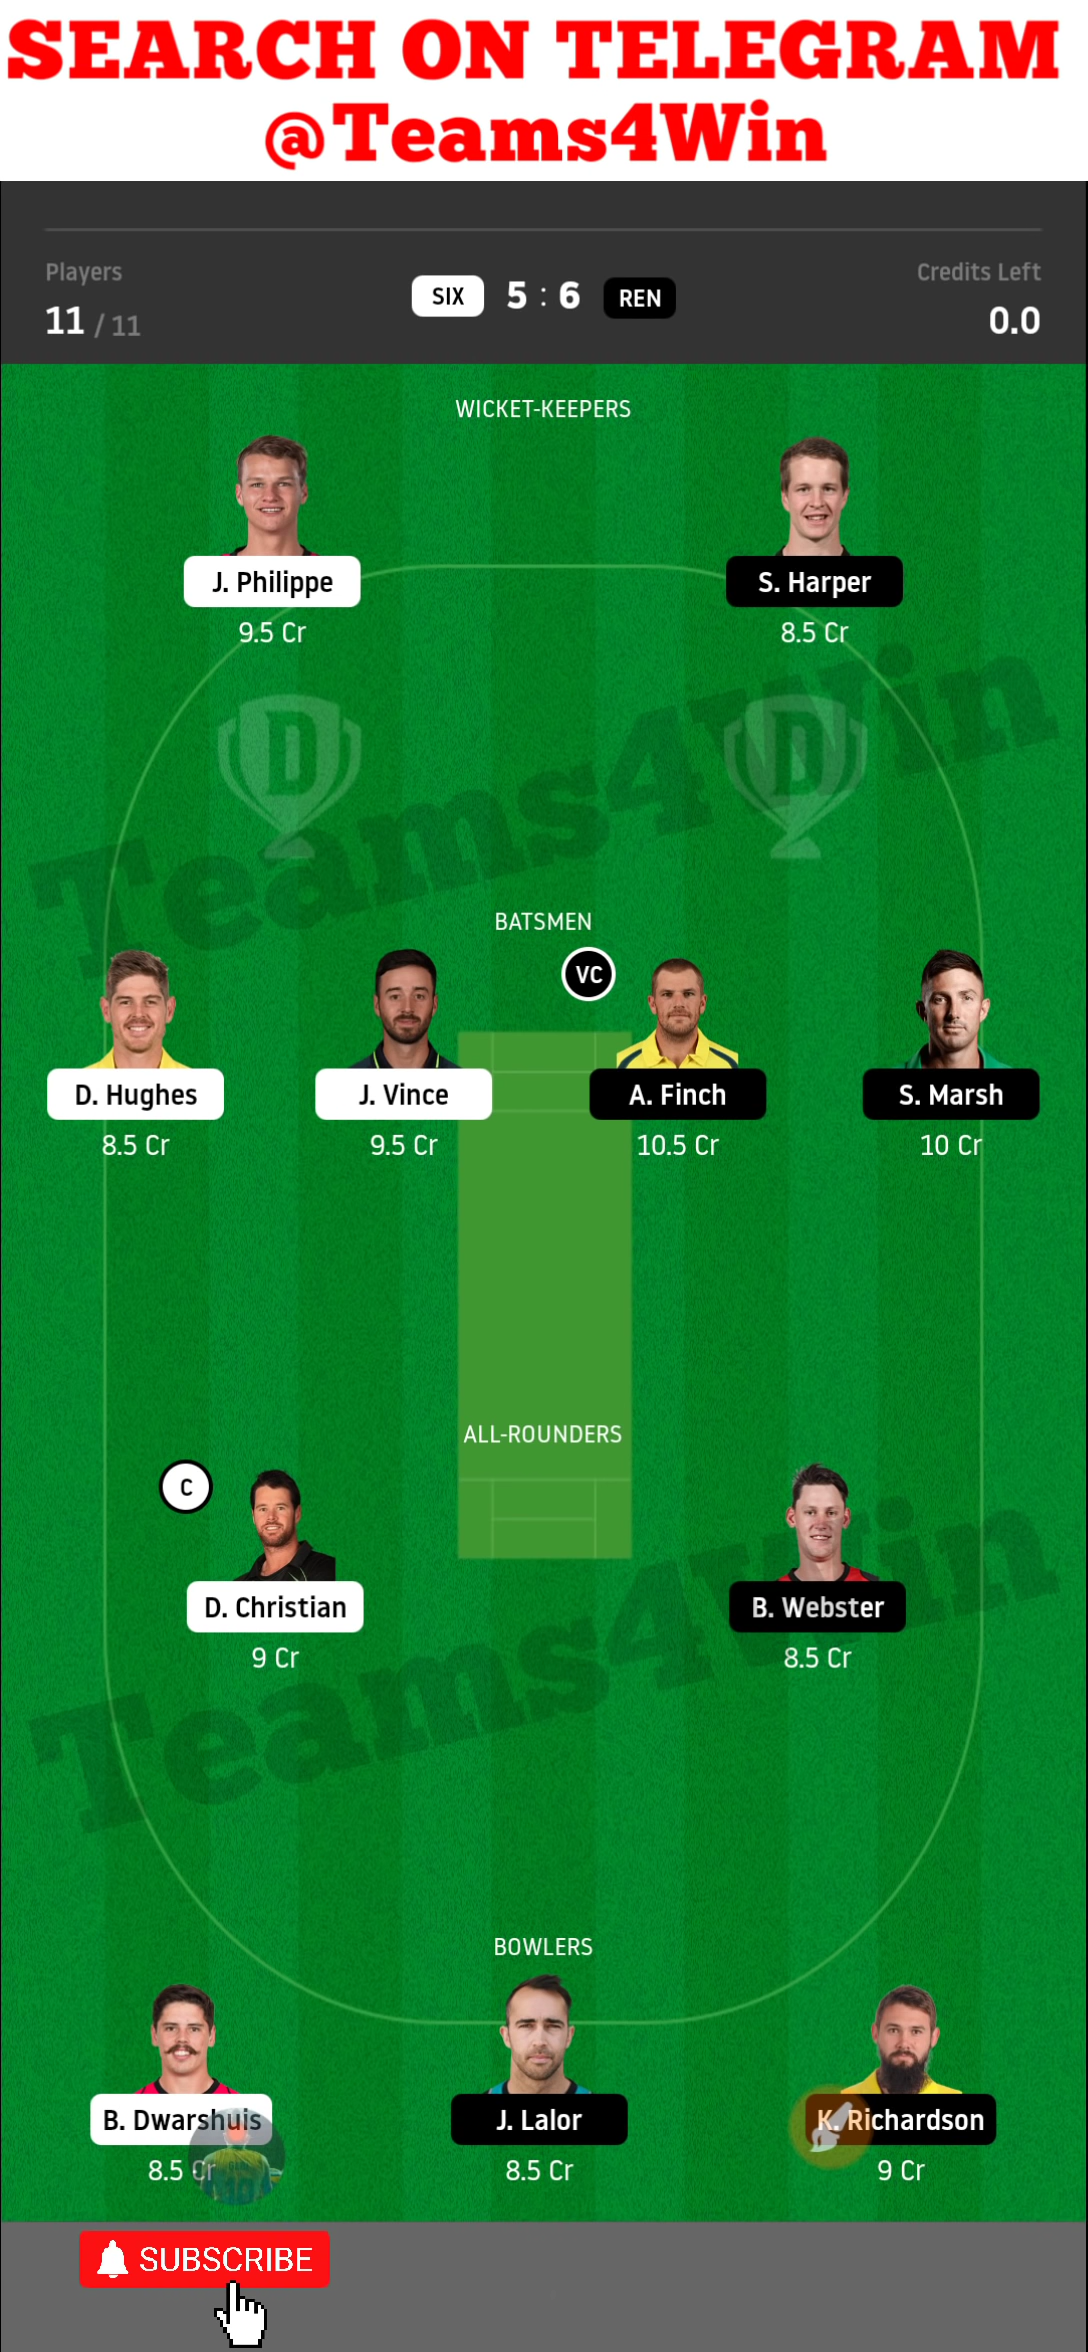 SEARCH ON TELEGRAM
@Teams4Win
Players
11 / 11
SIX 5 : 6 REN
Credits Left
0.0
WICKET-KEEPERS
J. Philippe
9.5 Cr
S. Harper
8.5 Cr
D D
Teams4Win
BATSMEN
VC
D. Hughes
8.5 Cr
J. Vince
9.5 Cr
A. Finch
10.5 Cr
S. Marsh
10 Cr
ALL-ROUNDERS
C
D. Christian
9 Cr
B. Webster
8.5 Cr
Teams4Win
BOWLERS
B. Dwarshuis
8.5 Cr
J. Lalor
8.5 Cr
K. Richardson
9 Cr
SUBSCRIBE